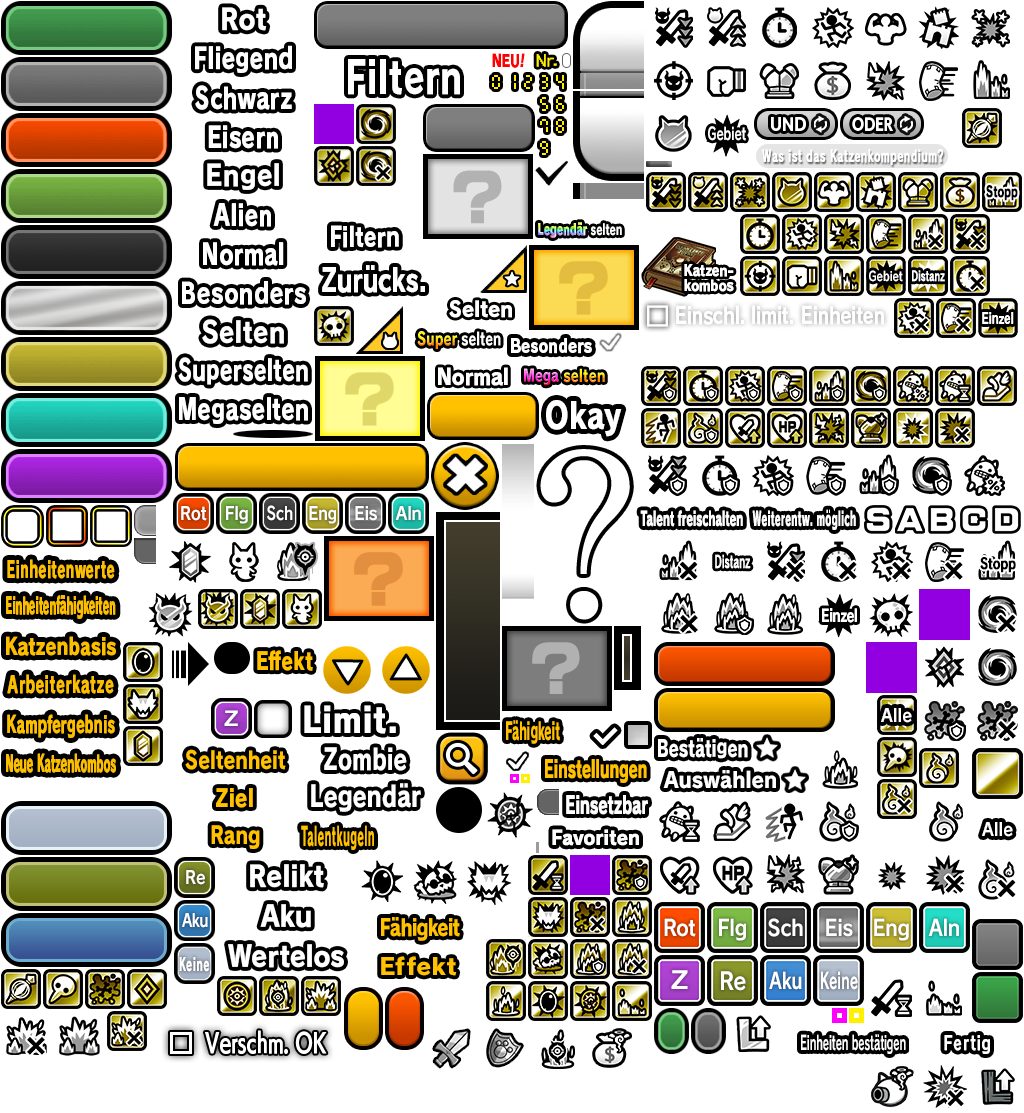 Rot
Fliegend
Schwarz
Eisern
Engel
Alien
Normal
Besonders
Selten
Superselten
Megaselten
Filtern
NEU!
Nr.
0 1 2 3 4
5 6
7 8
9
Filtern
Zurücks.
Legendär selten
Selten
Super selten
Besonders
Normal
Mega selten
Okay
Gebiet
UND
ODER
Was ist das Katzenkompendium?
Stopp
Katzen-
kombos
Gebiet
Distanz
Einschl. limit. Einheiten
Einzel
HP
Talent freischalten
Weiterentw. möglich
S A B C D
Distanz
Stopp
Einzel
Rot
Flg
Sch
Eng
Eis
Aln
Einheitenwerte
Einheitenfähigkeiten
Katzenbasis
Arbeiterkatze
Kampfergebnis
Neue Katzenkombos
Effekt
Z
Limit.
Seltenheit
Zombie
Ziel
Legendär
Rang
Talentkugeln
Fähigkeit
Einstellungen
Einsetzbar
Favoriten
Bestätigen
Auswählen
Alle
Alle
HP
Re
Aku
Keine
Relikt
Aku
Wertelos
Fähigkeit
Effekt
Rot
Flg
Sch
Eis
Eng
Aln
Z
Re
Aku
Keine
Verschm. OK
Einheiten bestätigen
Fertig